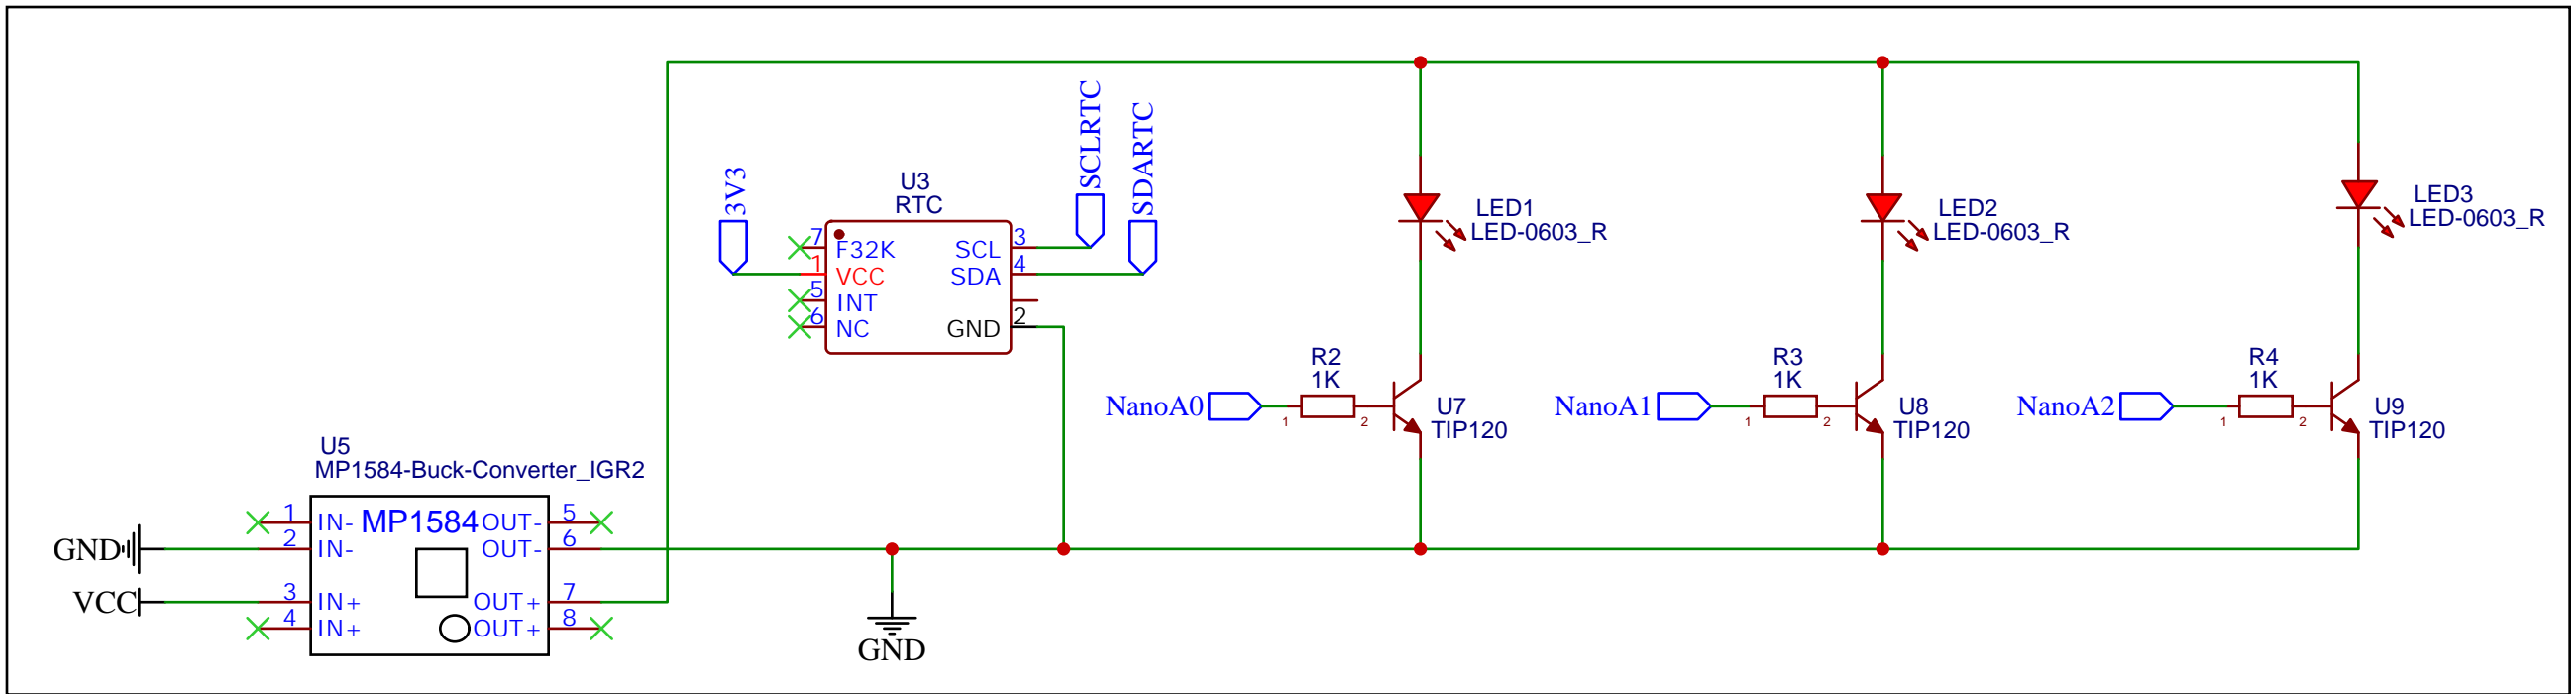 SCLRTC
SDARTC
3V3
U3
RTC
7
F32K
SCL
3
1
VCC
SDA
4
5
INT
6
NC
GND
2
LED1
LED-0603_R
LED2
LED-0603_R
LED3
LED-0603_R
NanoA0
R2
1K
1
2
U7
TIP120
NanoA1
R3
1K
1
2
U8
TIP120
NanoA2
R4
1K
1
2
U9
TIP120
U5
MP1584-Buck-Converter_IGR2
MP1584
1
IN-
OUT-
5
GND
2
IN-
OUT-
6
VCC
3
IN+
OUT+
7
4
IN+
OUT+
8
GND